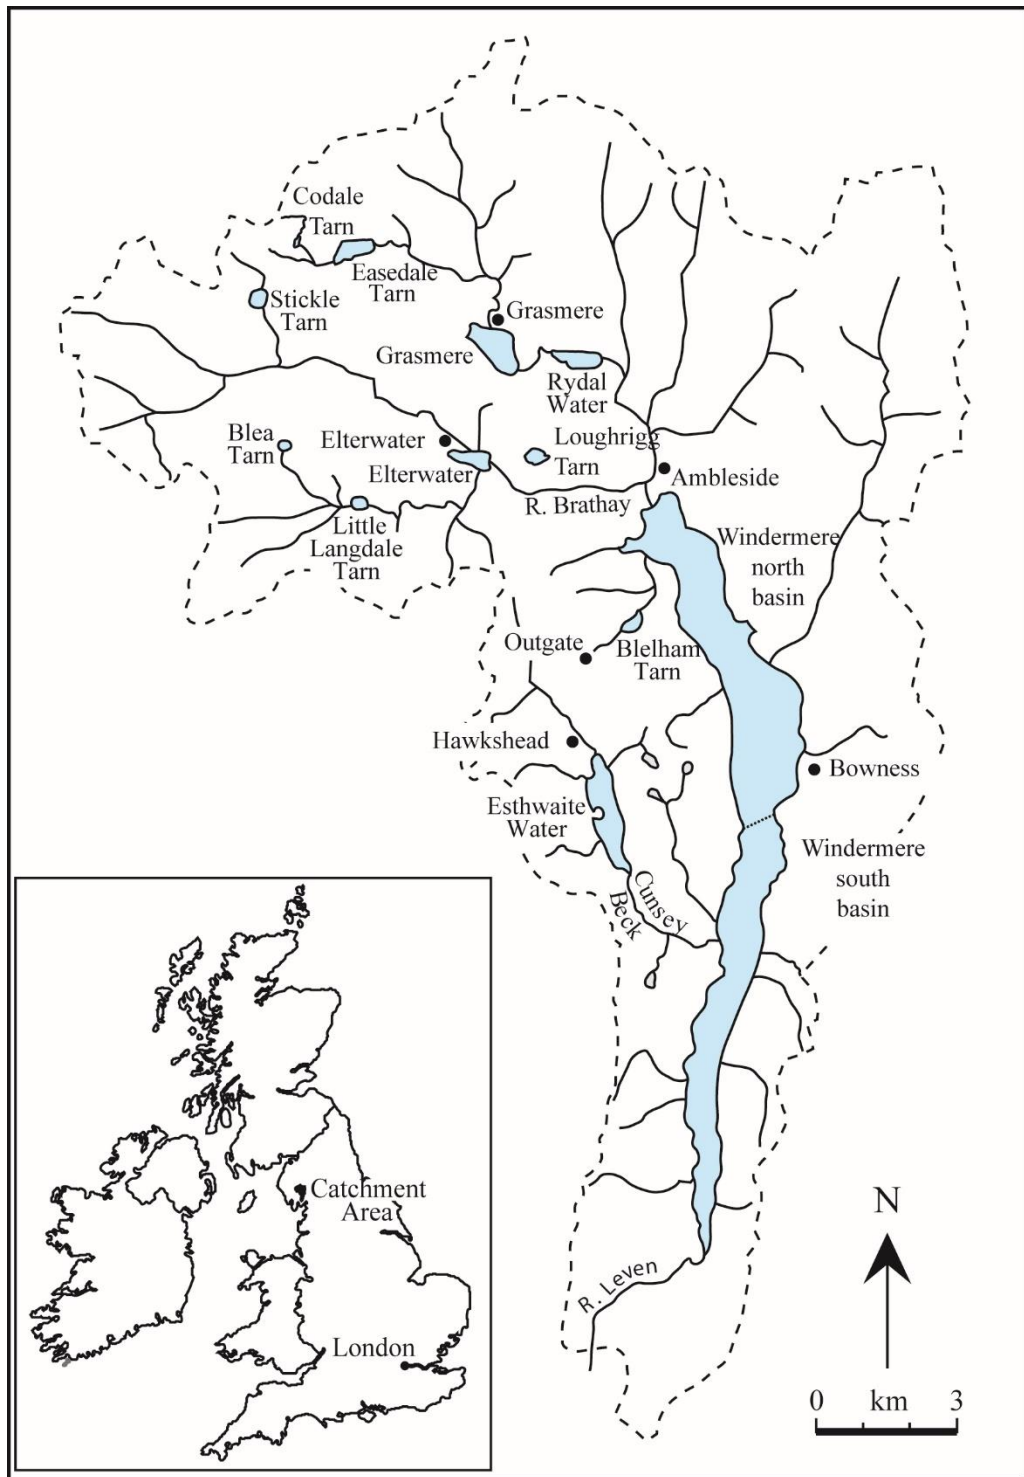 Codale
Tarn
Easedale
Tarn
Stickle
Tarn
Grasmere
Grasmere
Rydal
Water
Blea
Tarn
Elterwater
Elterwater
Loughrigg
Tarn
Ambleside
R. Brathay
Little
Langdale
Tarn
Windermere
north
basin
Outgate
Blelham
Tarn
Hawkshead
Bowness
Esthwaite
Water
Windermere
south
basin
Cunsey
Beck
R. Leven
N
0 km 3
Catchment
Area
London